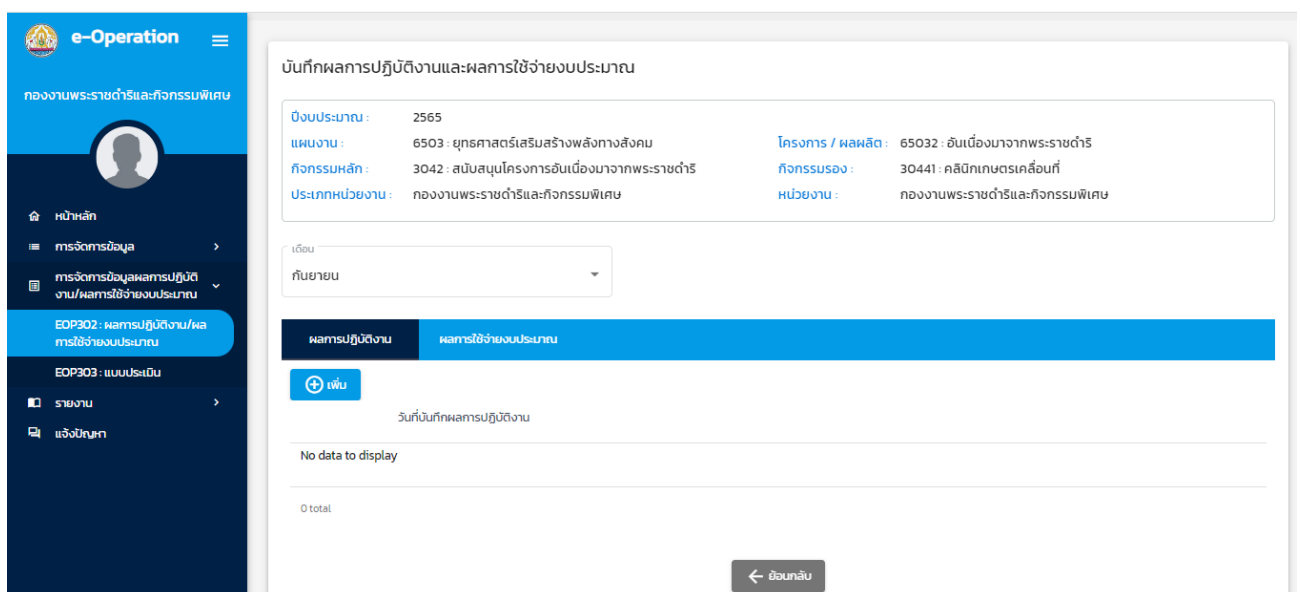 e-Operation
กองงานพระราชดำริและกิจกรรมพิเศษ
หน้าหลัก
การจัดการข้อมูล
การจัดการข้อมูลผลการปฏิบัติ
งาน/ผลการใช้จ่ายงบประมาณ
EOP302 : ผลการปฏิบัติงาน/ผล
การใช้จ่ายงบประมาณ
EOP303 : แบบประเมิน
รายงาน
แจ้งปัญหา
บันทึกผลการปฏิบัติงานและผลการใช้จ่ายงบประมาณ
ปีงบประมาณ : 2565
แผนงาน : 6503 : ยุทธศาสตร์เสริมสร้างพลังทางสังคม โครงการ / ผลผลิต : 65032 : อันเนื่องมาจากพระราชดำริ
กิจกรรมหลัก : 3042 : สนับสนุนโครงการอันเนื่องมาจากพระราชดำริ กิจกรรมรอง : 30441 : คลินิกเกษตรเคลื่อนที่
ประเภทหน่วยงาน : กองงานพระราชดำริและกิจกรรมพิเศษ หน่วยงาน : กองงานพระราชดำริและกิจกรรมพิเศษ
เดือน
กันยายน
ผลการปฏิบัติงาน ผลการใช้จ่ายงบประมาณ
เพิ่ม
วันที่บันทึกผลการปฏิบัติงาน
No data to display
0 total
ย้อนกลับ